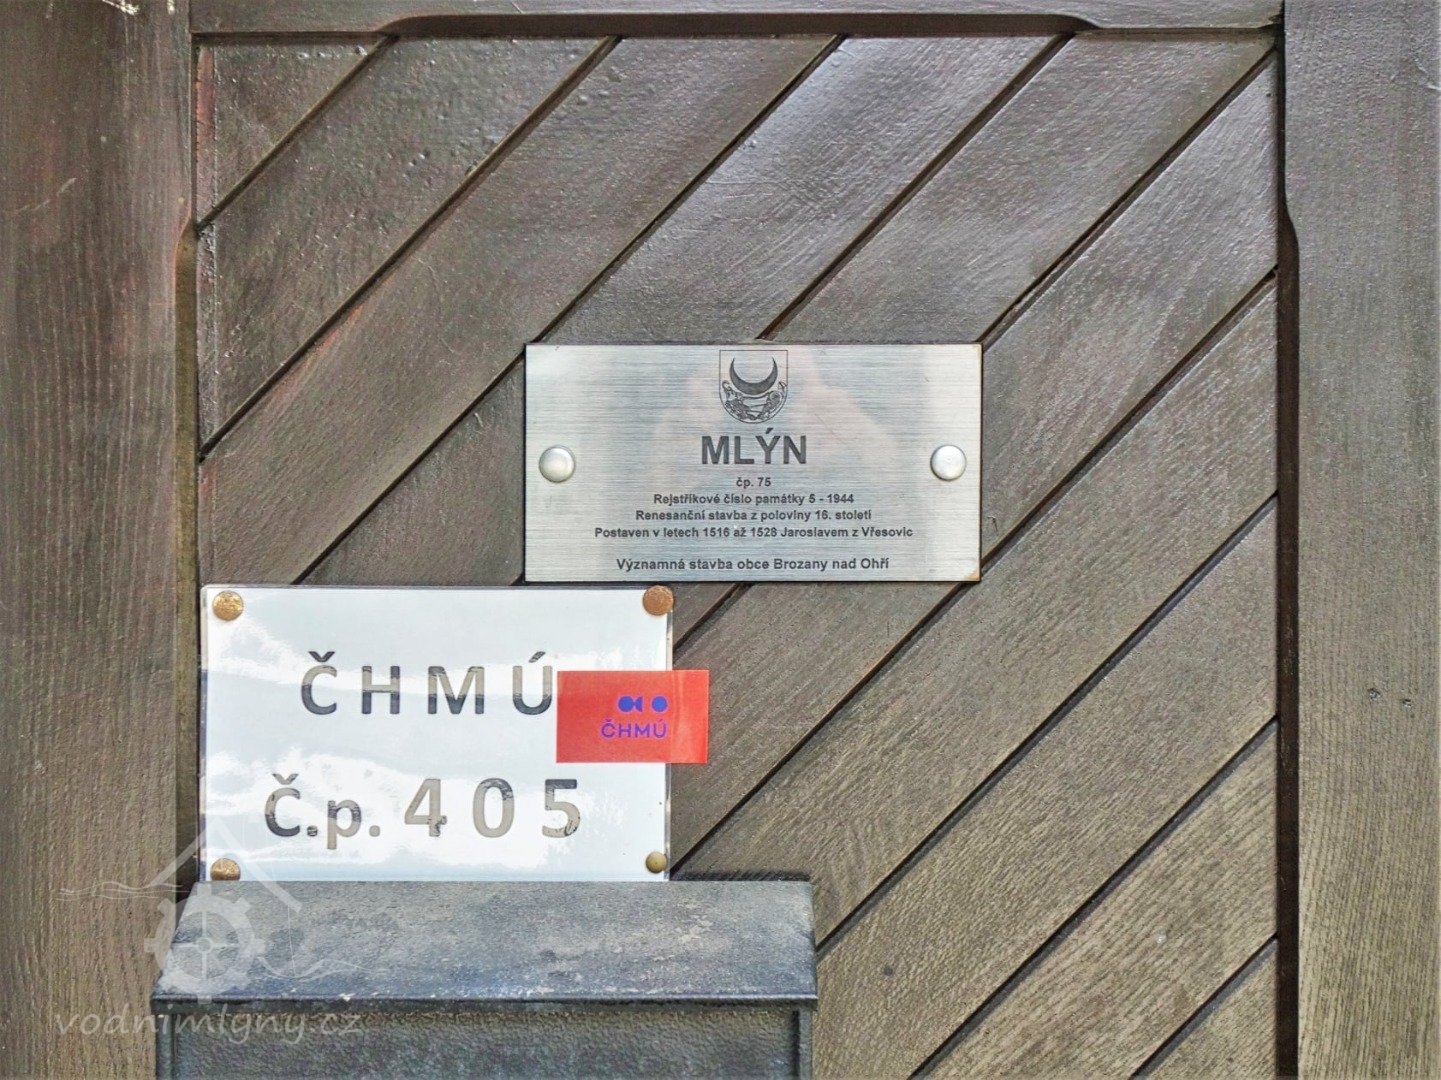 MLÝN
čp. 75
Rejstříkové číslo památky 5 - 1944
Renesanční stavba z poloviny 16. století
Postaven v letech 1516 až 1528 Jaroslavem z Vřesovic
Významná stavba obce Brozany nad Ohří
ČHMÚ
ČHMÚ
Č.p. 405
vodnimlyny.cz